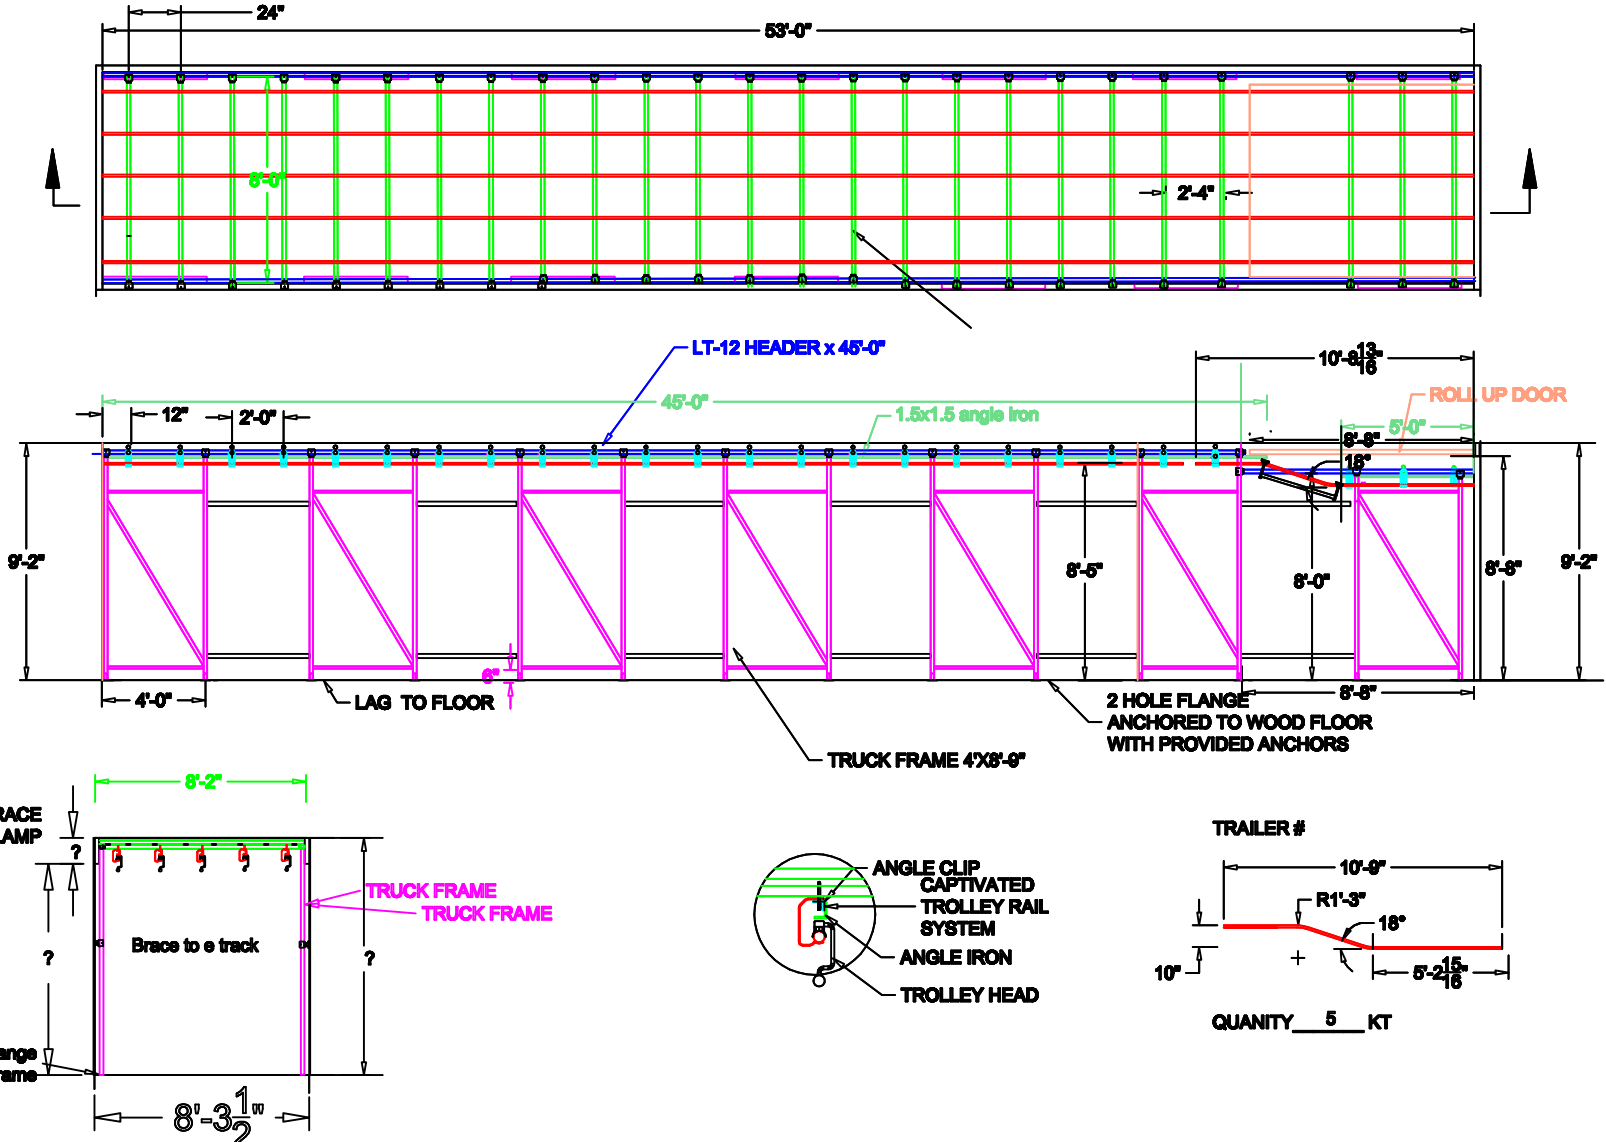 24"
53'-0"
8'-0"
2'-4"
LT-12 HEADER x 45'-0"
10'-8 13/16"
ROLL UP DOOR
45'-0"
12"
2'-0"
1.5x1.5 angle iron
5'-0"
8'-8"
18°
9'-2"
8'-5"
8'-0"
8'-8"
9'-2"
6"
4'-0"
LAG TO FLOOR
8'-8"
2 HOLE FLANGE
ANCHORED TO WOOD FLOOR
WITH PROVIDED ANCHORS
TRUCK FRAME 4'X8'-9"
8'-2"
RACE
LAMP
?
TRUCK FRAME
TRUCK FRAME
Brace to e track
?
?
ange
rame
8'-3 1/2"
ANGLE CLIP
CAPTIVATED
TROLLEY RAIL
SYSTEM
ANGLE IRON
TROLLEY HEAD
TRAILER #
10'-9"
R1'-3"
18°
10"
5'-2 15/16"
QUANITY 5 KT